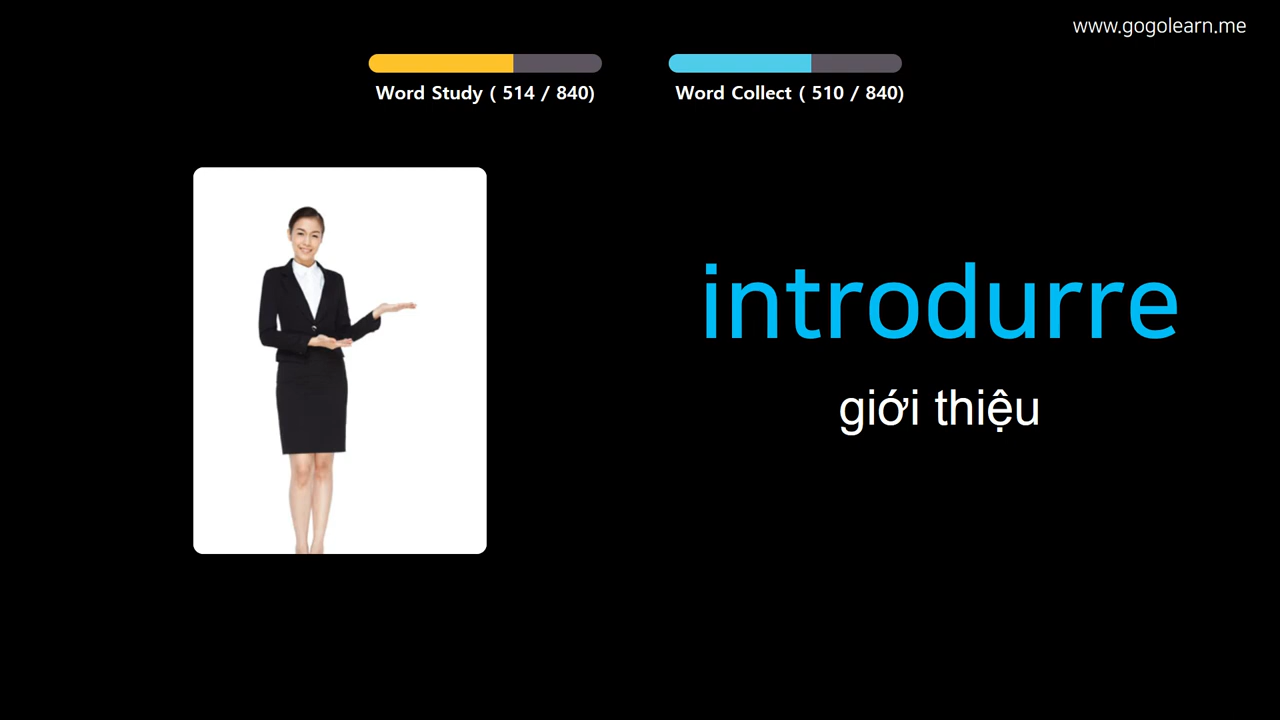 www.gogolearn.me
Word Study ( 514 / 840)
Word Collect ( 510 / 840)
introdurre
giới thiệu